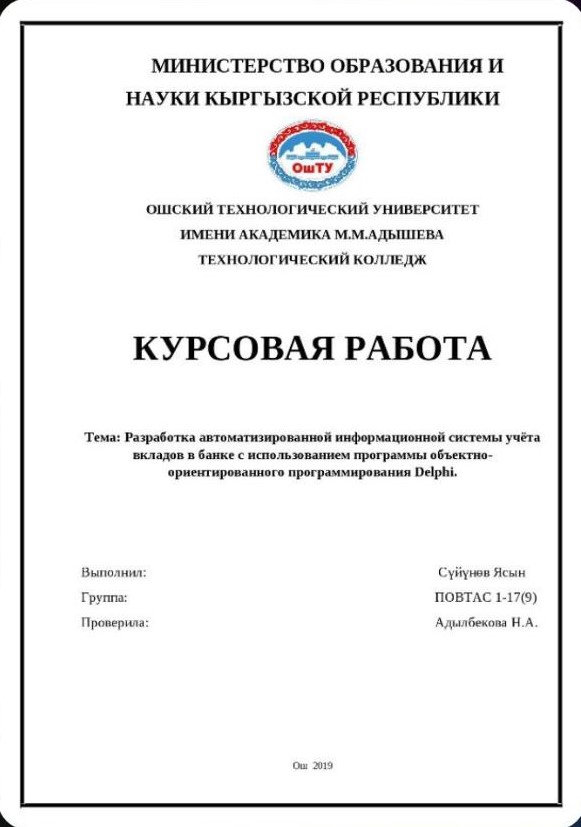 МИНИСТЕРСТВО ОБРАЗОВАНИЯ И
НАУКИ КЫРГЫЗСКОЙ РЕСПУБЛИКИ
ОшТУ
ОШСКИЙ ТЕХНОЛОГИЧЕСКИЙ УНИВЕРСИТЕТ
ИМЕНИ АКАДЕМИКА М.М.АДЫШЕВА
ТЕХНОЛОГИЧЕСКИЙ КОЛЛЕДЖ
КУРСОВАЯ РАБОТА
Тема: Разработка автоматизированной информационной системы учёта
вкладов в банке с использованием программы объектно-
ориентированного программирования Delphi.
Выполнил: Сүйүнөв Ясын
Группа: ПОВТАС 1-17(9)
Проверила: Адылбекова Н.А.
Ош 2019